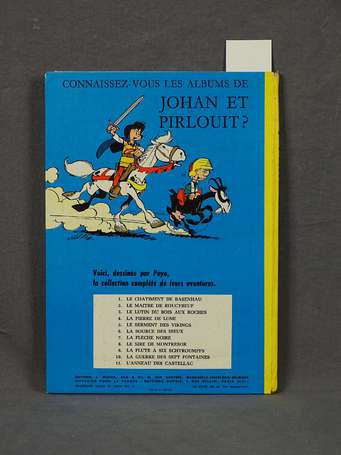 CONNAISSEZ-VOUS LES ALBUMS DE
JOHAN ET
PIRLOUIT?
Voici, dessinée par Peyo,
la collection complète de leurs aventures.
1. LE CHATIMENT DE BASENHAU
2. LE MAITRE DE ROUCYBEUF
3. LE LUTIN DU BOIS AUX ROCHES
4. LA PIERRE DE LUNE
5. LE SERMENT DES VIKINGS
6. LA SOURCE DES DIEUX
7. LA FLECHE NOIRE
8. LE SIRE DE MONTRESOR
9. LA FLUTE A SIX SCHTROUMPFS
10. LA GUERRE DES SEPT FONTAINES
11. L'ANNEAU DES CASTELLAC